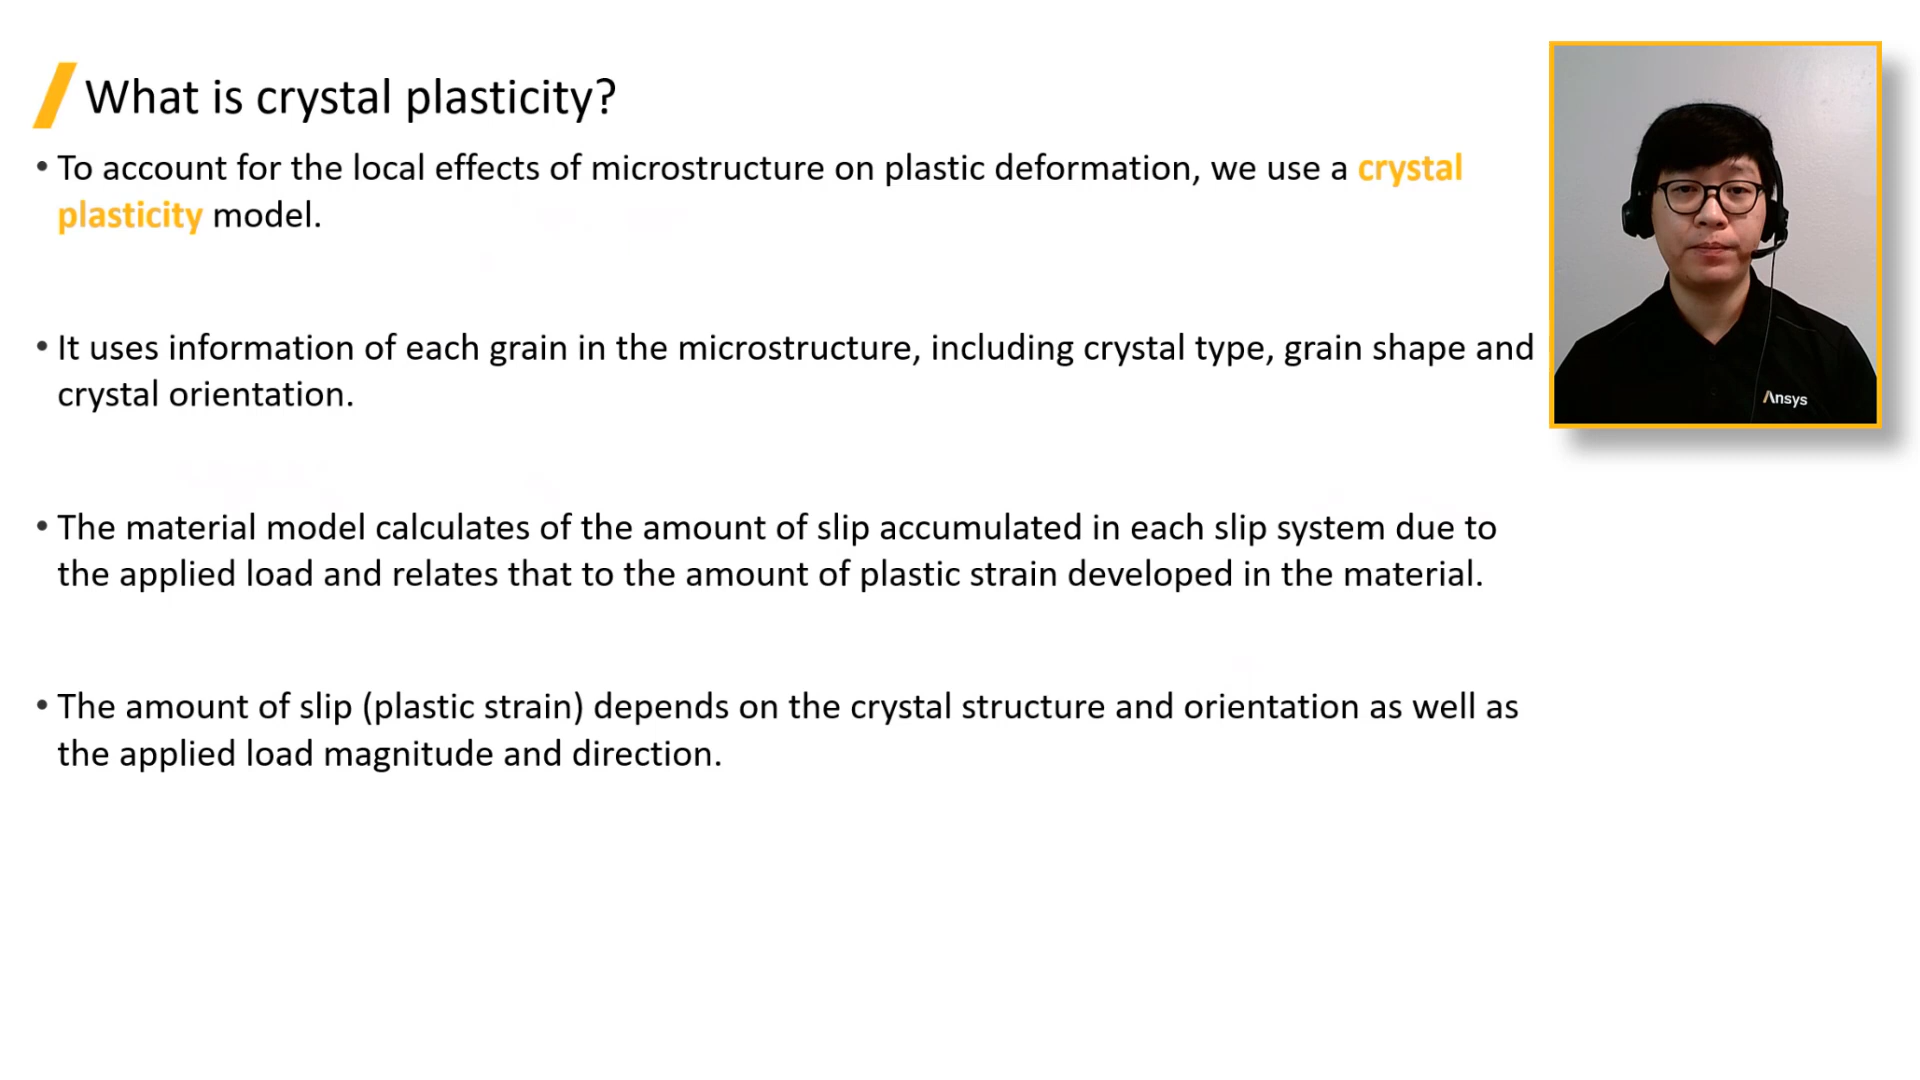 What is crystal plasticity?
• To account for the local effects of microstructure on plastic deformation, we use a crystal
plasticity model.
• It uses information of each grain in the microstructure, including crystal type, grain shape and
crystal orientation.
• The material model calculates of the amount of slip accumulated in each slip system due to
the applied load and relates that to the amount of plastic strain developed in the material.
• The amount of slip (plastic strain) depends on the crystal structure and orientation as well as
the applied load magnitude and direction.
Ansys